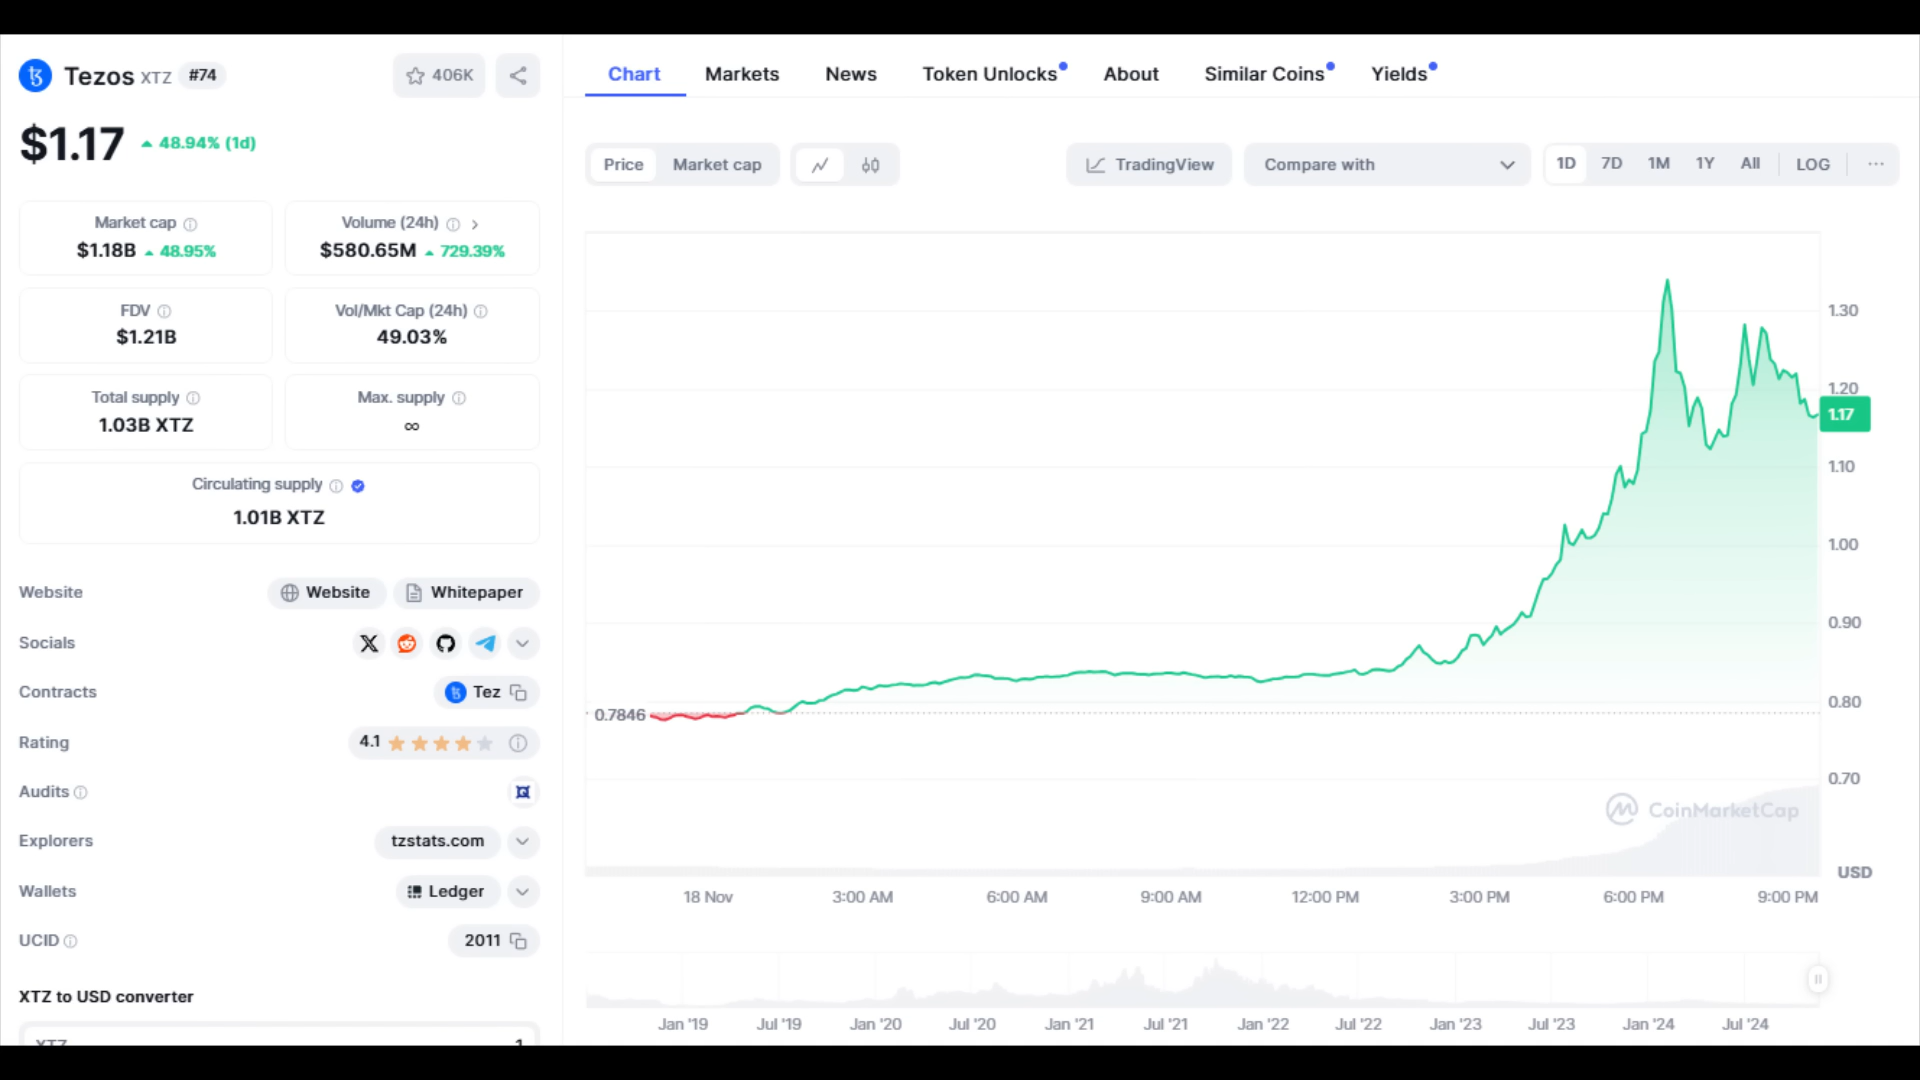 Tezos XTZ #74
406K
$1.17 48.94% (1d)
Market cap
$1.18B 48.95%
Volume (24h)
$580.65M 729.39%
FDV
$1.21B
Vol/Mkt Cap (24h)
49.03%
Total supply
1.03B XTZ
Max. supply
∞
Circulating supply
1.01B XTZ
Website Website Whitepaper
Socials
Contracts Tez
Rating 4.1
Audits
Explorers tzstats.com
Wallets Ledger
UCID 2011
XTZ to USD converter
XTZ 1
Chart Markets News Token Unlocks About Similar Coins Yields
Price Market cap TradingView Compare with 1D 7D 1M 1Y All LOG ...
1.30
1.20
1.17
1.10
1.00
0.90
0.80
0.7846
0.70
CoinMarketCap
USD
18 Nov 3:00 AM 6:00 AM 9:00 AM 12:00 PM 3:00 PM 6:00 PM 9:00 PM
Jan '19 Jul '19 Jan '20 Jul '20 Jan '21 Jul '21 Jan '22 Jul '22 Jan '23 Jul '23 Jan '24 Jul '24